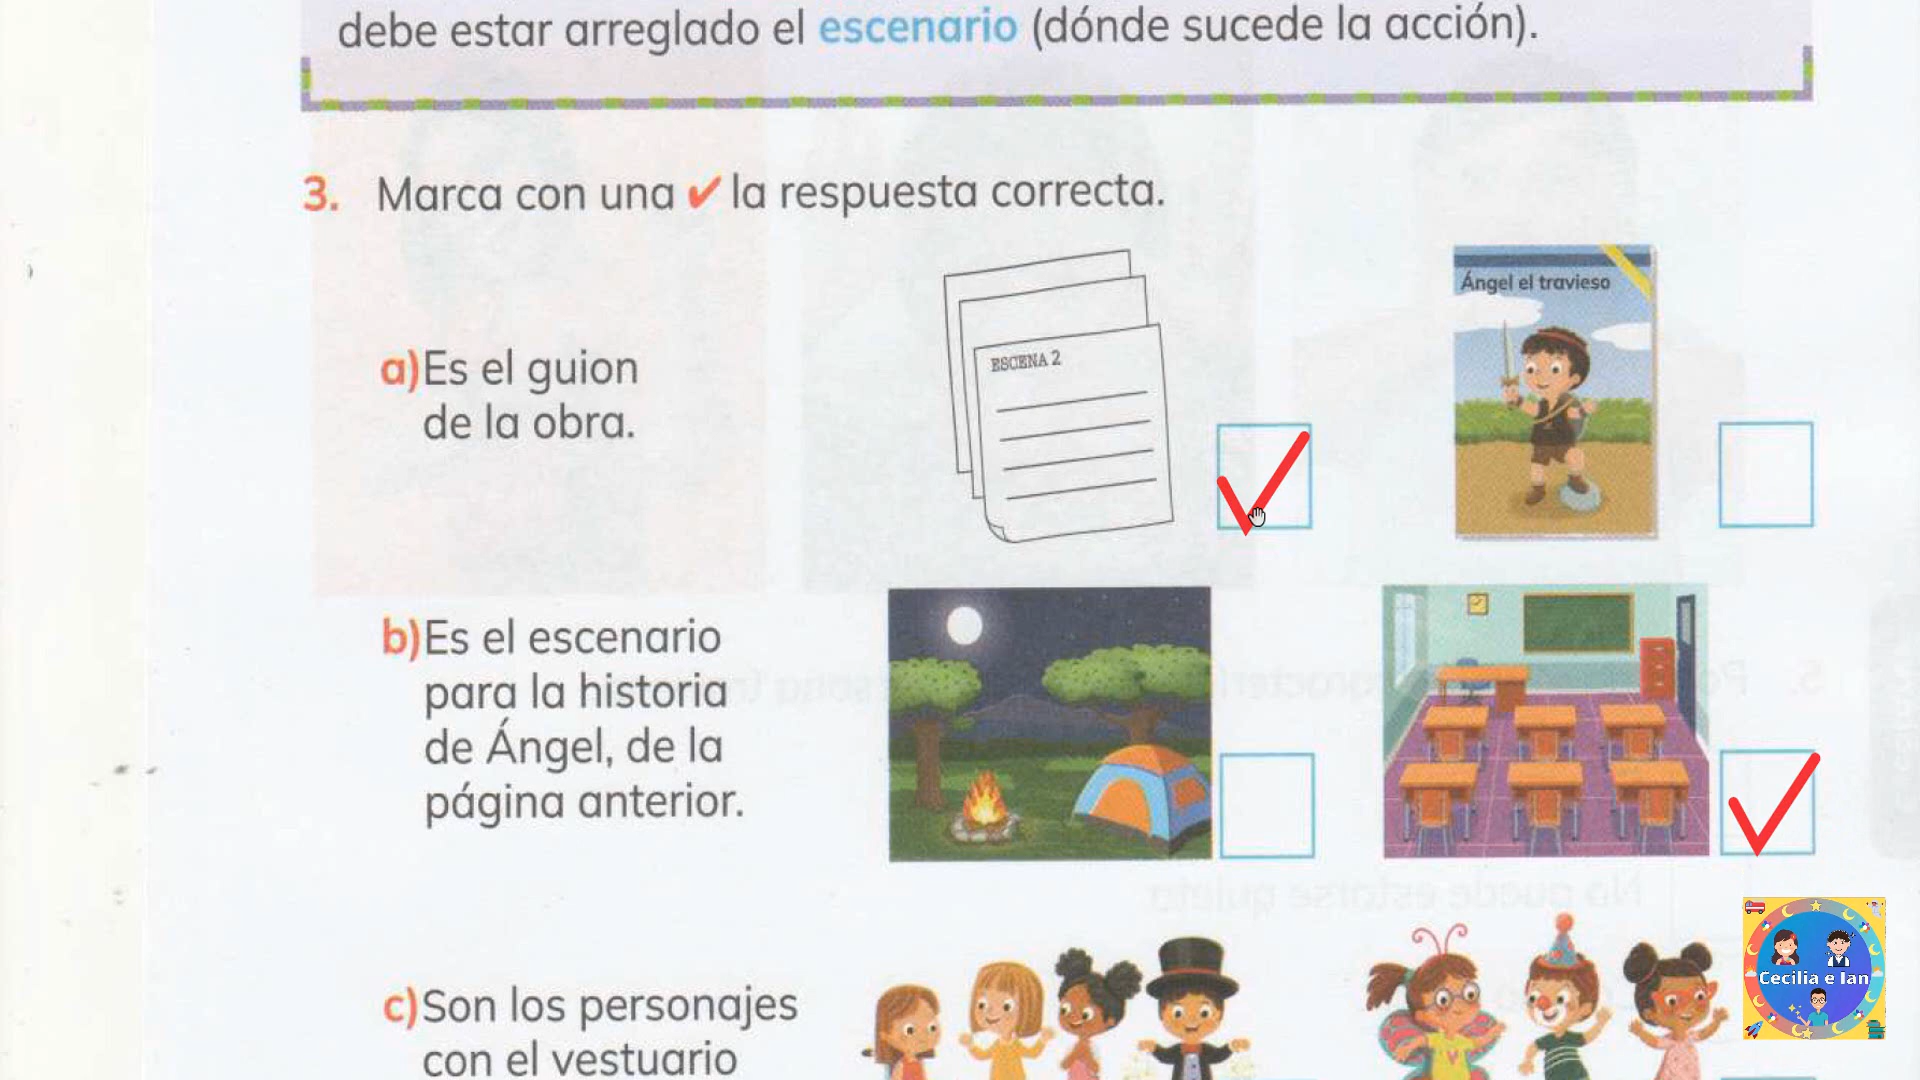 debe estar arreglado el escenario (dónde sucede la acción).
3. Marca con una ✔ la respuesta correcta.
a) Es el guion
de la obra.
ESCENA 2
Ángel el travieso
b) Es el escenario
para la historia
de Ángel, de la
página anterior.
c) Son los personajes
con el vestuario
Cecilia e Ian